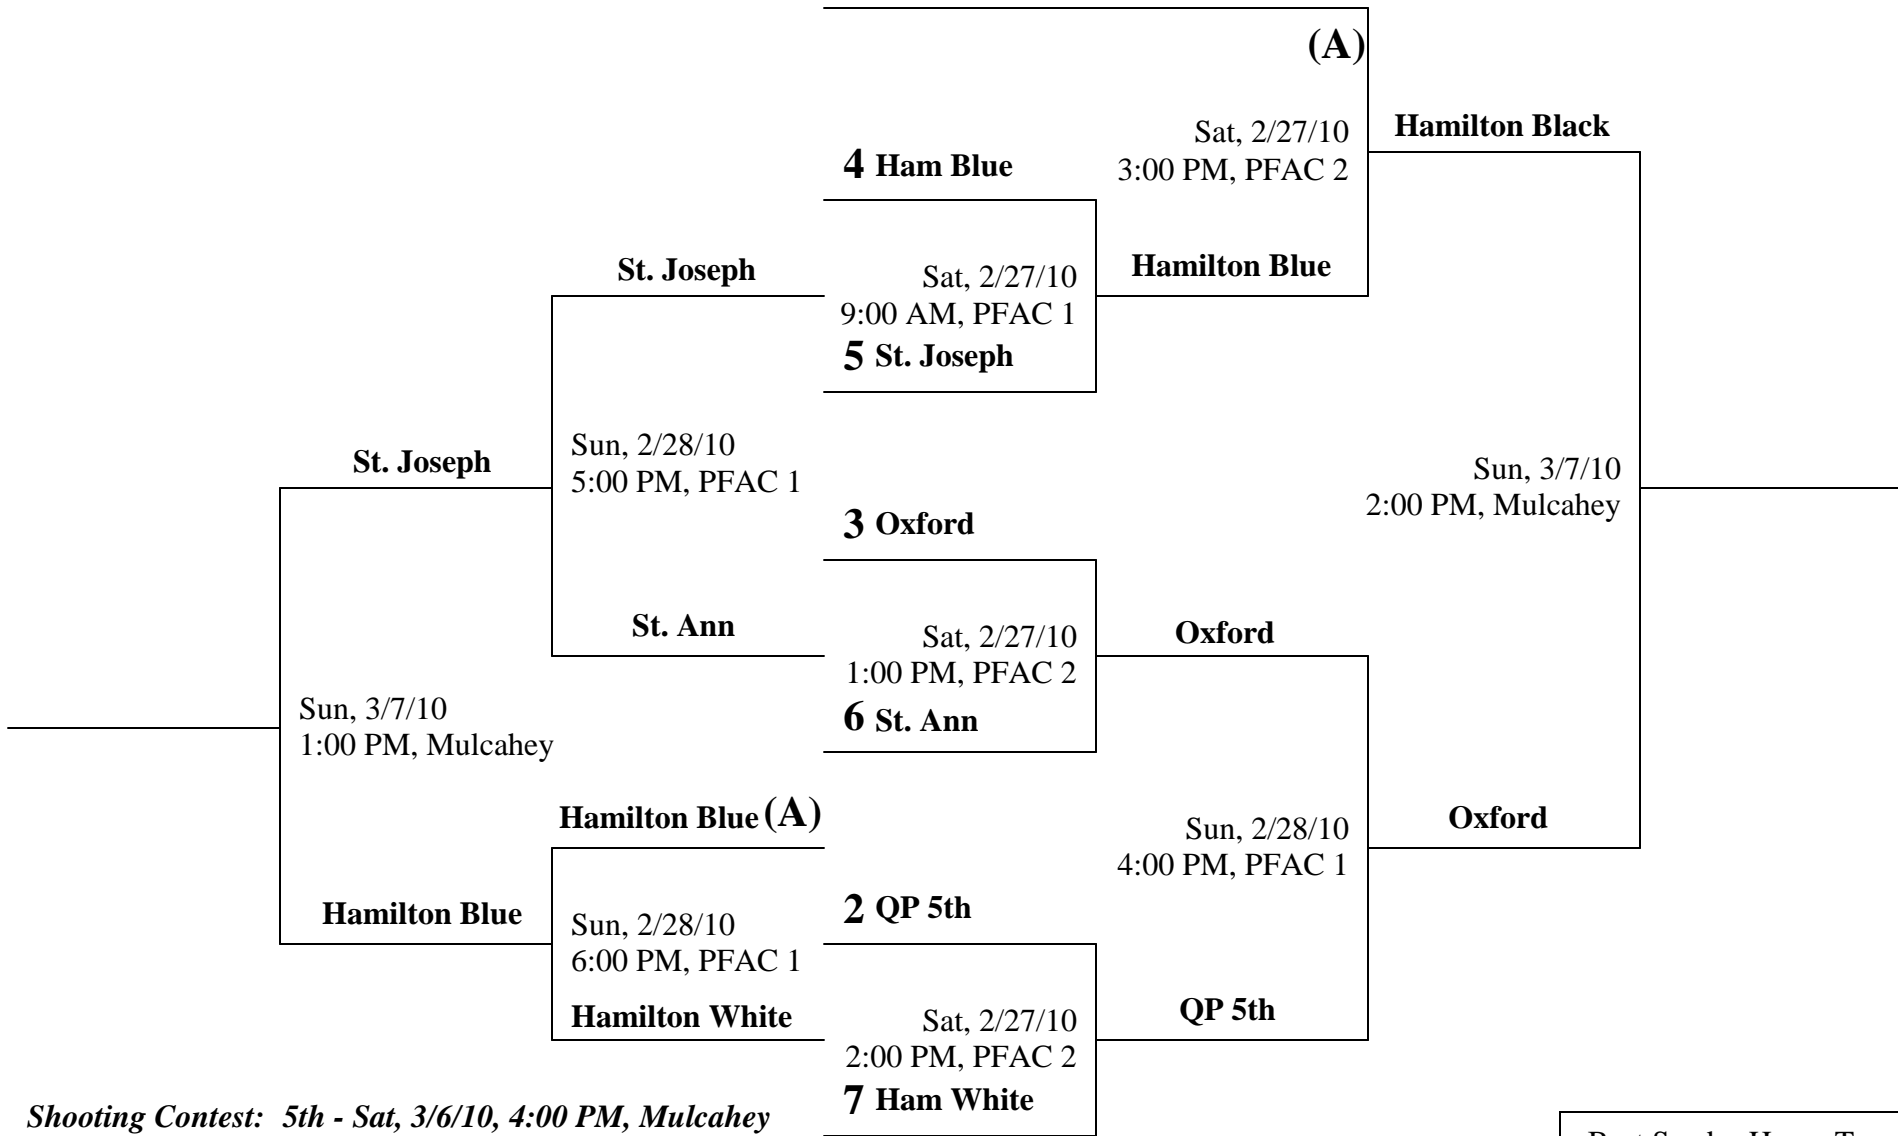 (A)
Sat, 2/27/10
3:00 PM, PFAC 2
Hamilton Black
4 Ham Blue
St. Joseph
Sat, 2/27/10
9:00 AM, PFAC 1
Hamilton Blue
5 St. Joseph
St. Joseph
Sun, 2/28/10
5:00 PM, PFAC 1
Sun, 3/7/10
2:00 PM, Mulcahey
3 Oxford
St. Ann
Sat, 2/27/10
1:00 PM, PFAC 2
Oxford
6 St. Ann
Sun, 3/7/10
1:00 PM, Mulcahey
Hamilton Blue (A)
Sun, 2/28/10
4:00 PM, PFAC 1
Oxford
Hamilton Blue
Sun, 2/28/10
6:00 PM, PFAC 1
2 QP 5th
Hamilton White
Sat, 2/27/10
2:00 PM, PFAC 2
QP 5th
7 Ham White
Shooting Contest: 5th - Sat, 3/6/10, 4:00 PM, Mulcahey